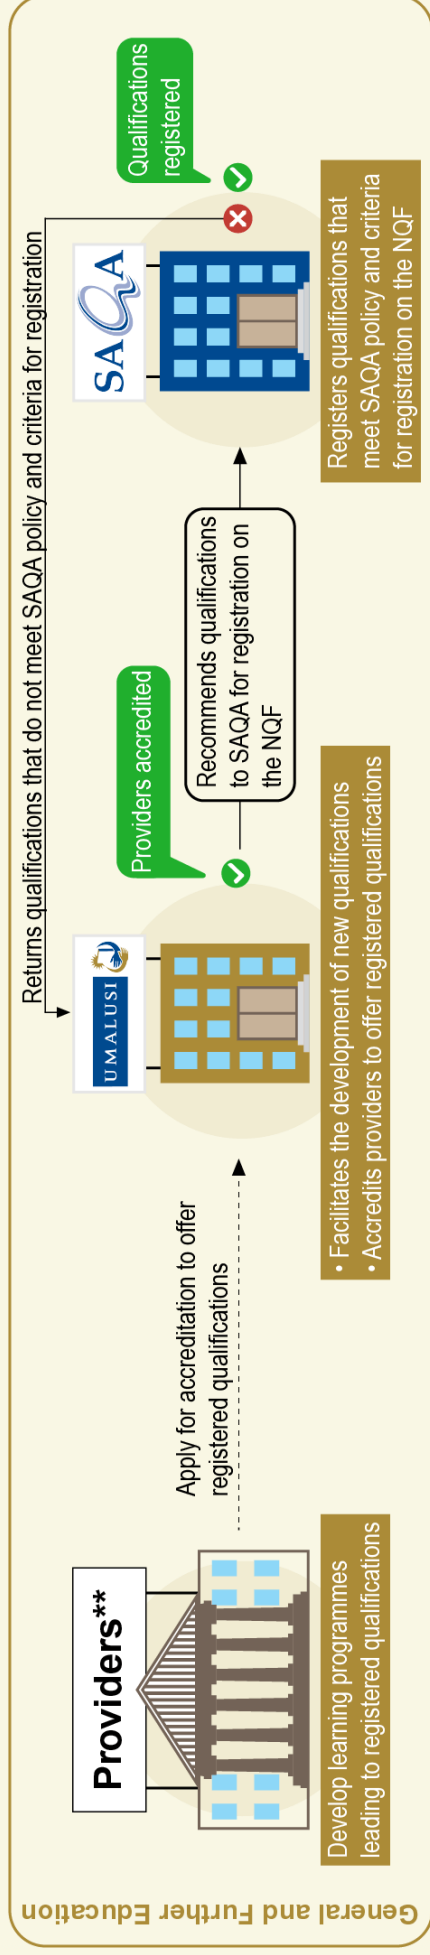 General and Further Education
Providers**
Develop learning programmes
leading to registered qualifications
Apply for accreditation to offer
registered qualifications
Returns qualifications that do not meet SAQA policy and criteria for registration
UMALUSI
Providers accredited
• Facilitates the development of new qualifications
• Accredits providers to offer registered qualifications
Recommends qualifications
to SAQA for registration on
the NQF
SAQA
Qualifications
registered
Registers qualifications that
meet SAQA policy and criteria
for registration on the NQF